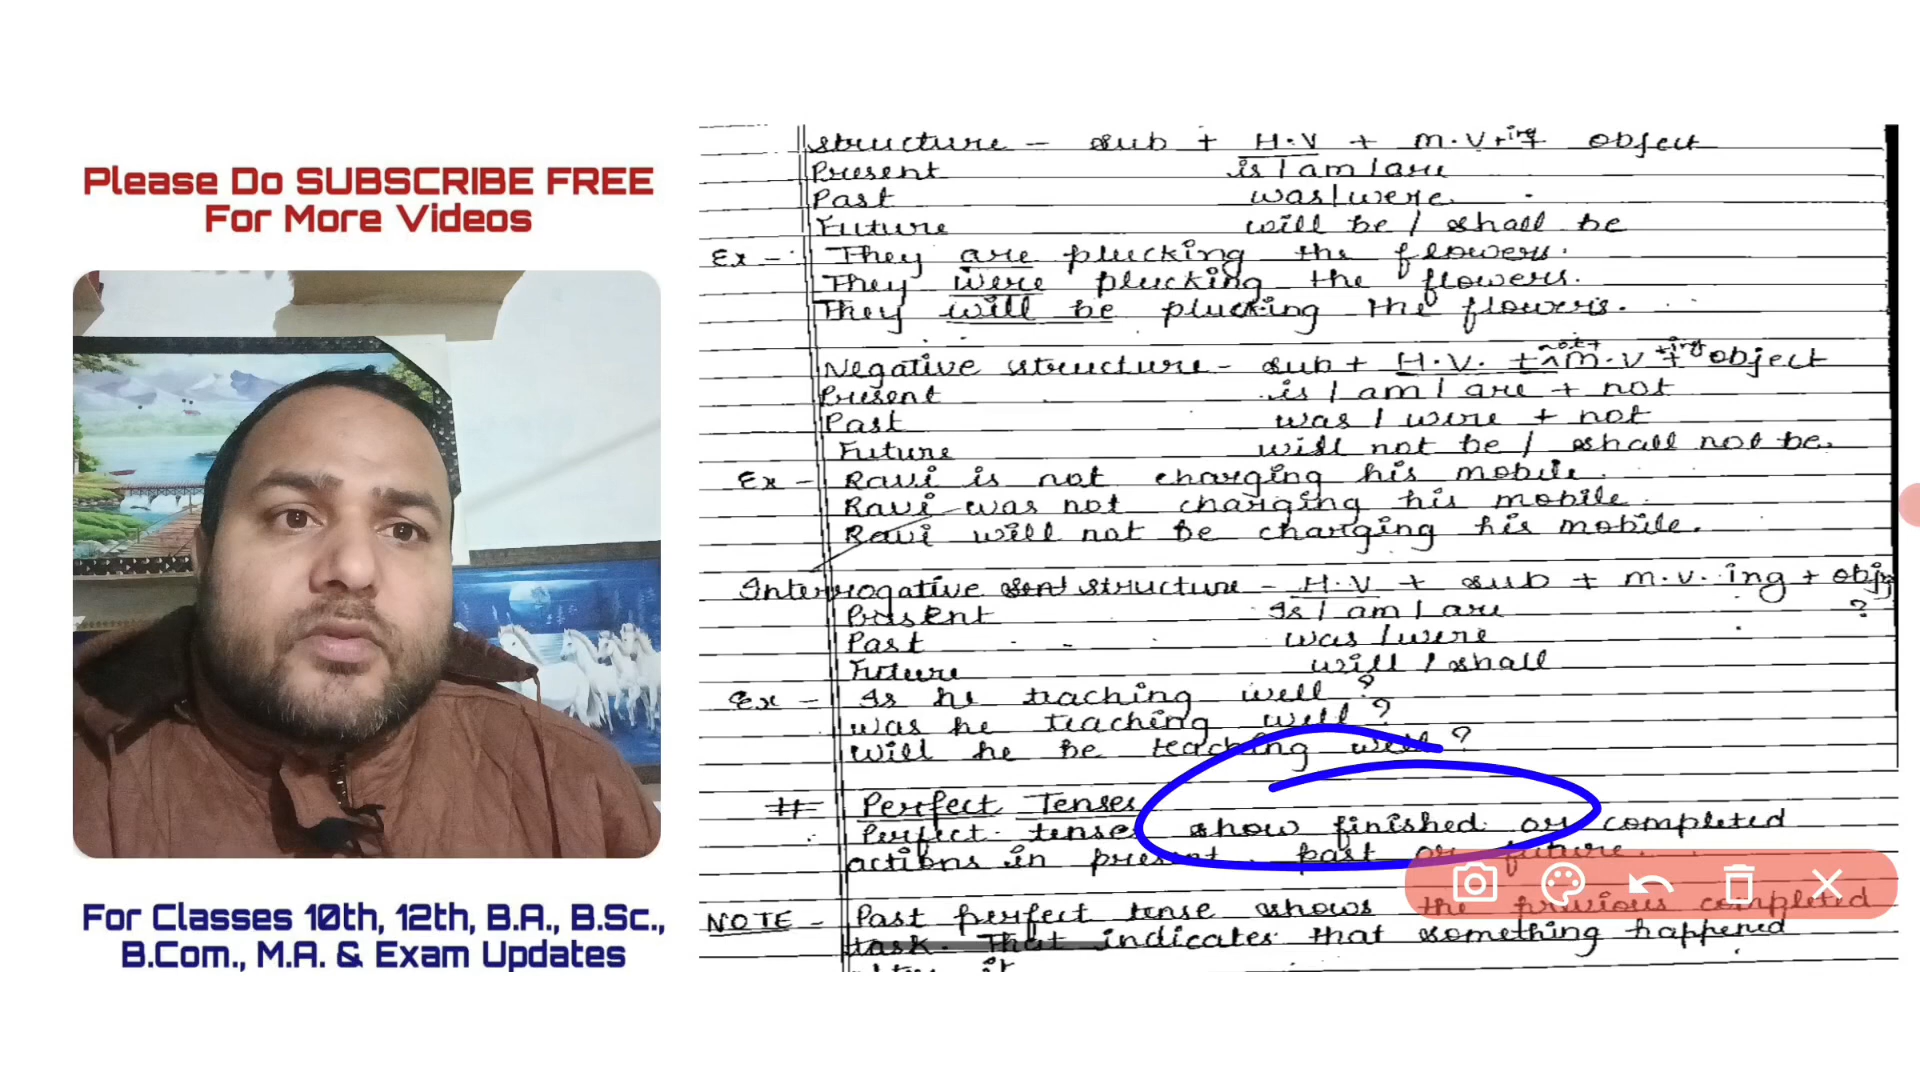 Please Do SUBSCRIBE FREE
For More Videos
For Classes 10th, 12th, B.A., B.Sc.,
B.Com., M.A. & Exam Updates
structure - sub + H.V + m.v+ing + object
Present is / am / are
Past was / were
Future will be / shall be
Ex - They are plucking the flowers.
They were plucking the flowers.
They will be plucking the flowers.
Negative structure - sub + H.V. + not m.v + ing object
Present is / am / are + not
Past was / were + not
Future will not be / shall not be.
Ex - Ravi is not charging his mobile.
Ravi was not charging his mobile.
Ravi will not be charging his mobile.
Interrogative structure - H.V + sub + m.v. ing + obj
Present Is / am / are ?
Past was / were
Future will / shall
Ex - Is he teaching well ?
was he teaching well ?
will he be teaching well ?
# Perfect Tenses
Perfect tenses show finished or completed
actions in present, past or future.
NOTE - Past perfect tense shows the previous completed
task. That indicates that something happened
it